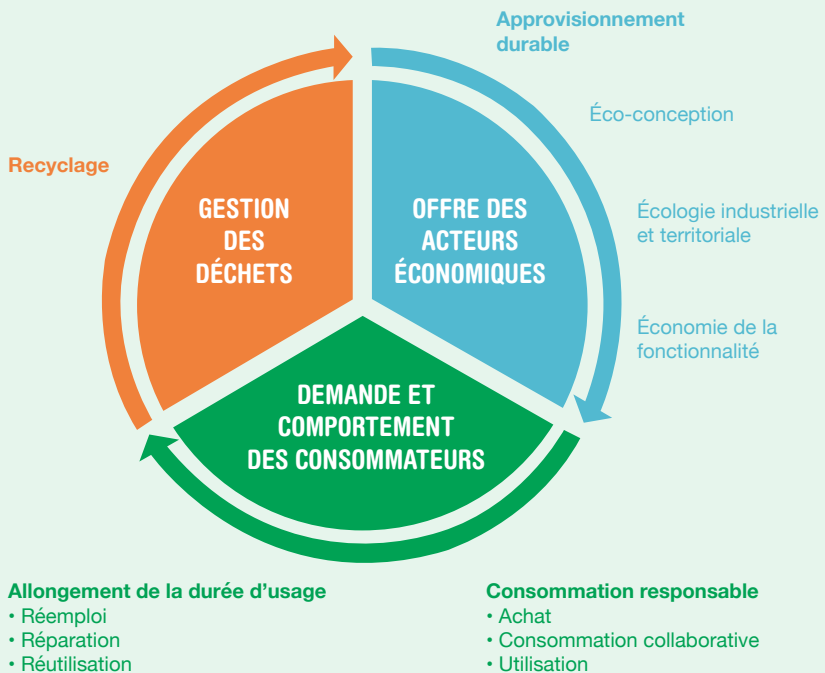 Approvisionnement
durable
Éco-conception
Écologie industrielle
et territoriale
Économie de la
fonctionnalité
Recyclage
GESTION
DES
DÉCHETS
OFFRE DES
ACTEURS
ÉCONOMIQUES
DEMANDE ET
COMPORTEMENT
DES CONSOMMATEURS
Allongement de la durée d’usage
• Réemploi
• Réparation
• Réutilisation
Consommation responsable
• Achat
• Consommation collaborative
• Utilisation